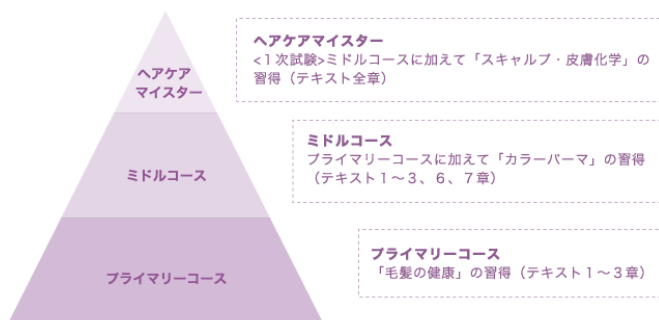 ヘアケア
マイスター
ヘアケアマイスター
<1次試験>ミドルコースに加えて「スキャルプ・皮膚化学」の
習得（テキスト全章）
ミドルコース
ミドルコース
プライマリーコースに加えて「カラーパーマ」の習得
（テキスト１～３、６、７章）
プライマリーコース
プライマリーコース
「毛髪の健康」の習得（テキスト１～３章）